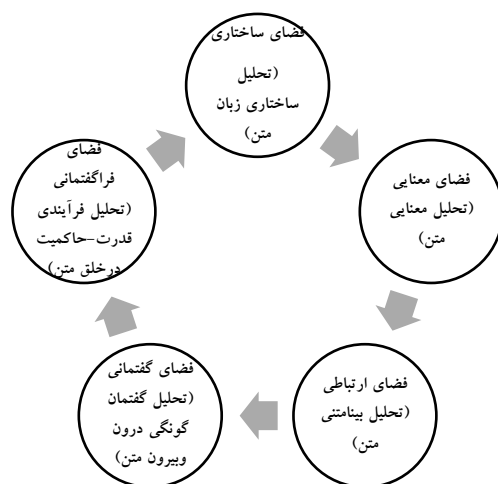 فضای ساختاری
(تحلیل
ساختاری زبان
متن)
فضای معنایی
(تحلیل معنایی
متن)
فضای ارتباطی
(تحلیل بینامتنی
متن)
فضای گفتمانی
(تحلیل گفتمان
گونگی درون
وبیرون متن)
فضای
فراگفتمانی
(تحلیل فرآیندی
قدرت-حاکمیت
درخلق متن)